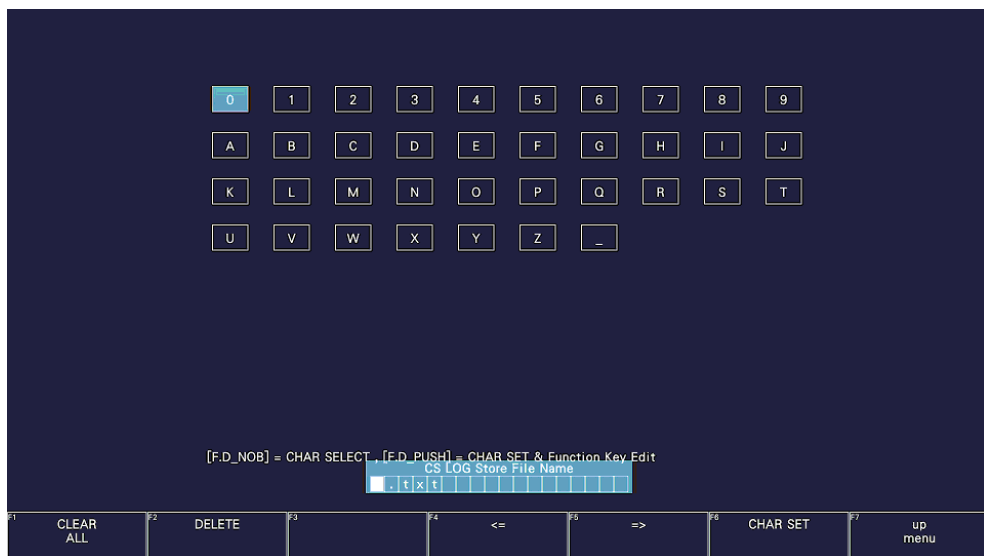 0 1 2 3 4 5 6 7 8 9
A B C D E F G H I J
K L M N O P Q R S T
U V W X Y Z _
[F.D_NOB] = CHAR SELECT , [F.D_PUSH] = CHAR SET & Function Key Edit
CS LOG Store File Name
.txt
F1 CLEAR ALL F2 DELETE F3 F4 <= F5 => F6 CHAR SET F7 up menu